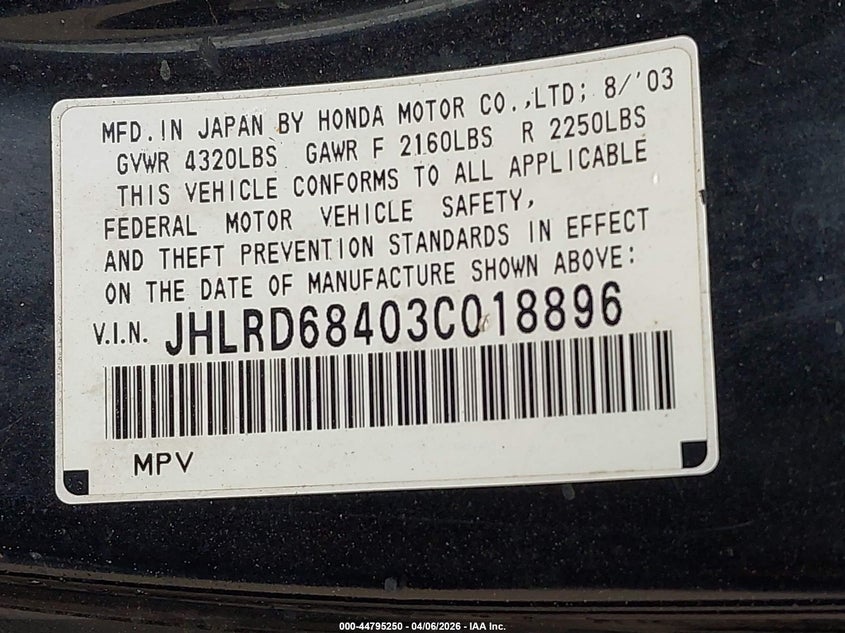 MFD. IN JAPAN BY HONDA MOTOR CO.,LTD; 8/'03
GVWR 4320LBS GAWR F 2160LBS R 2250LBS
THIS VEHICLE CONFORMS TO ALL APPLICABLE
FEDERAL MOTOR VEHICLE SAFETY,
AND THEFT PREVENTION STANDARDS IN EFFECT
ON THE DATE OF MANUFACTURE SHOWN ABOVE:
V.I.N. JHLRD68403C018896
MPV
000-44795250 - 04/06/2026 - IAA Inc.